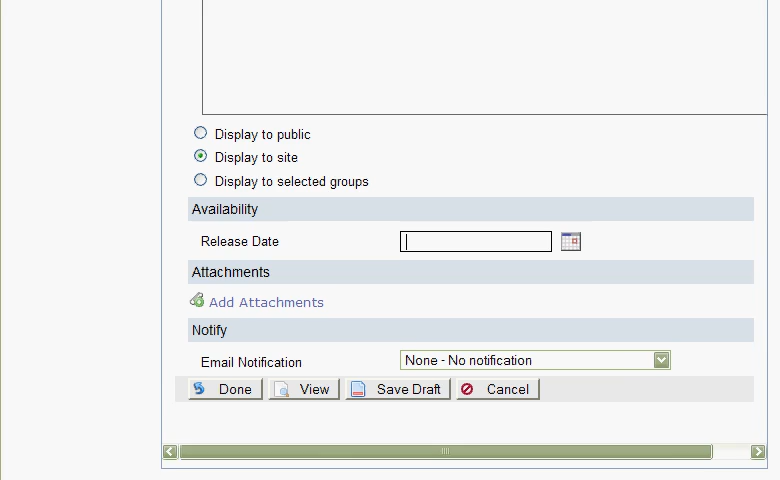 Display to public
Display to site
Display to selected groups
Availability
Release Date
Attachments
Add Attachments
Notify
Email Notification None - No notification
Done View Save Draft Cancel